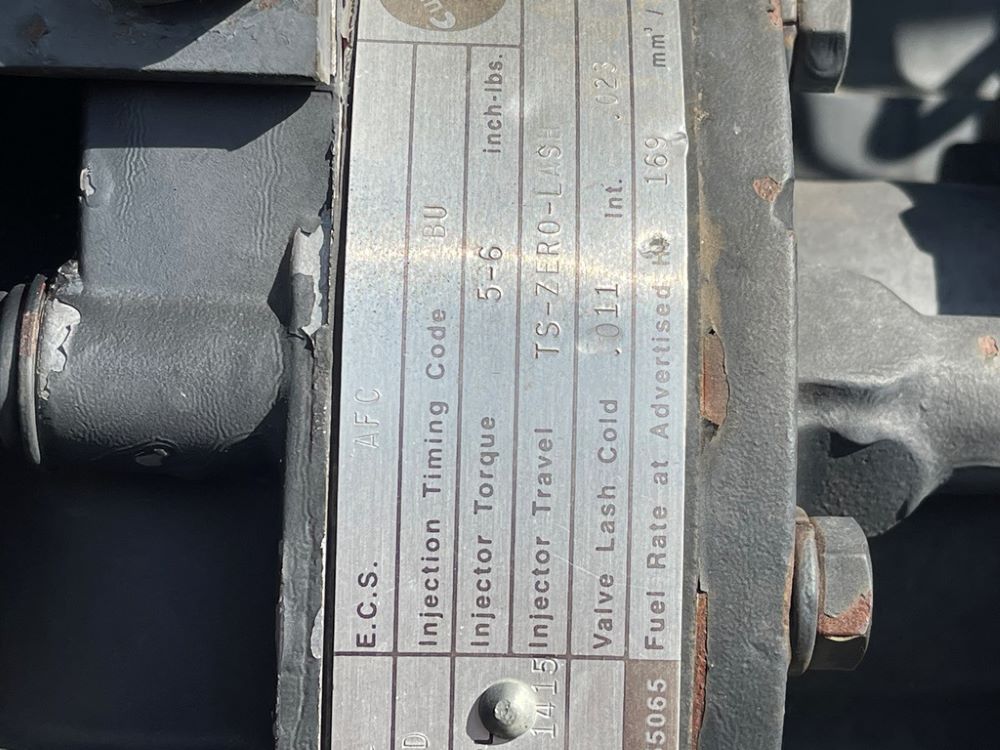 Cu
E.C.S. AFC
Injection Timing Code BU
Injector Torque 5-6 inch-lbs.
Injector Travel TS-ZERO-LASH
Valve Lash Cold .011 Int. .023
Fuel Rate at Advertised 169 mm³/
D
1415
5065